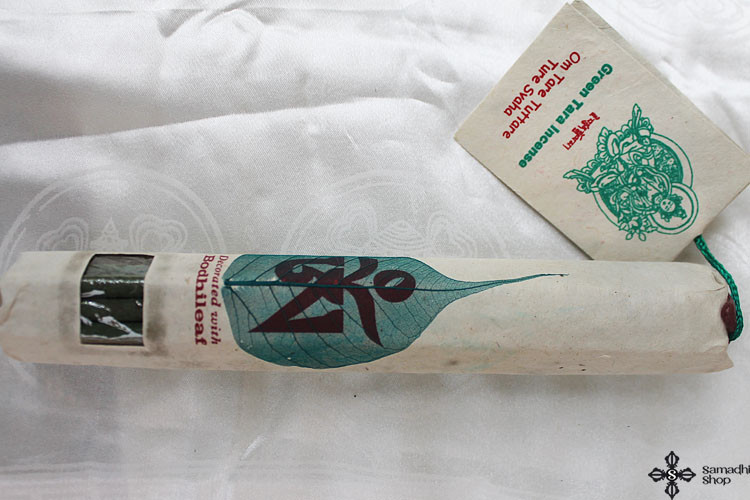 Green Tara Incense
Om Tare Tuttare
Ture Svaha
Decorated with
Bodhileaf
Samadhi
Shop